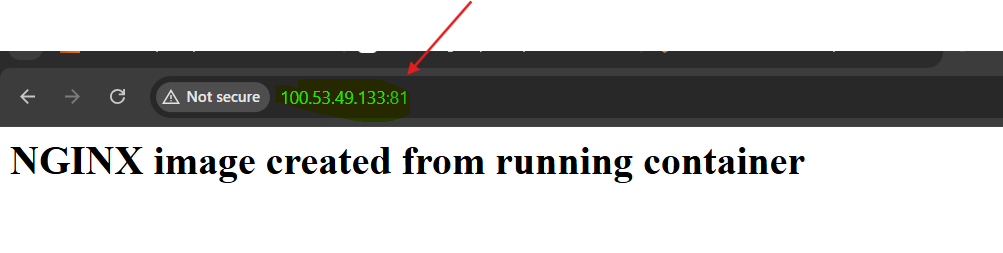 Not secure
100.53.49.133:81
NGINX image created from running container